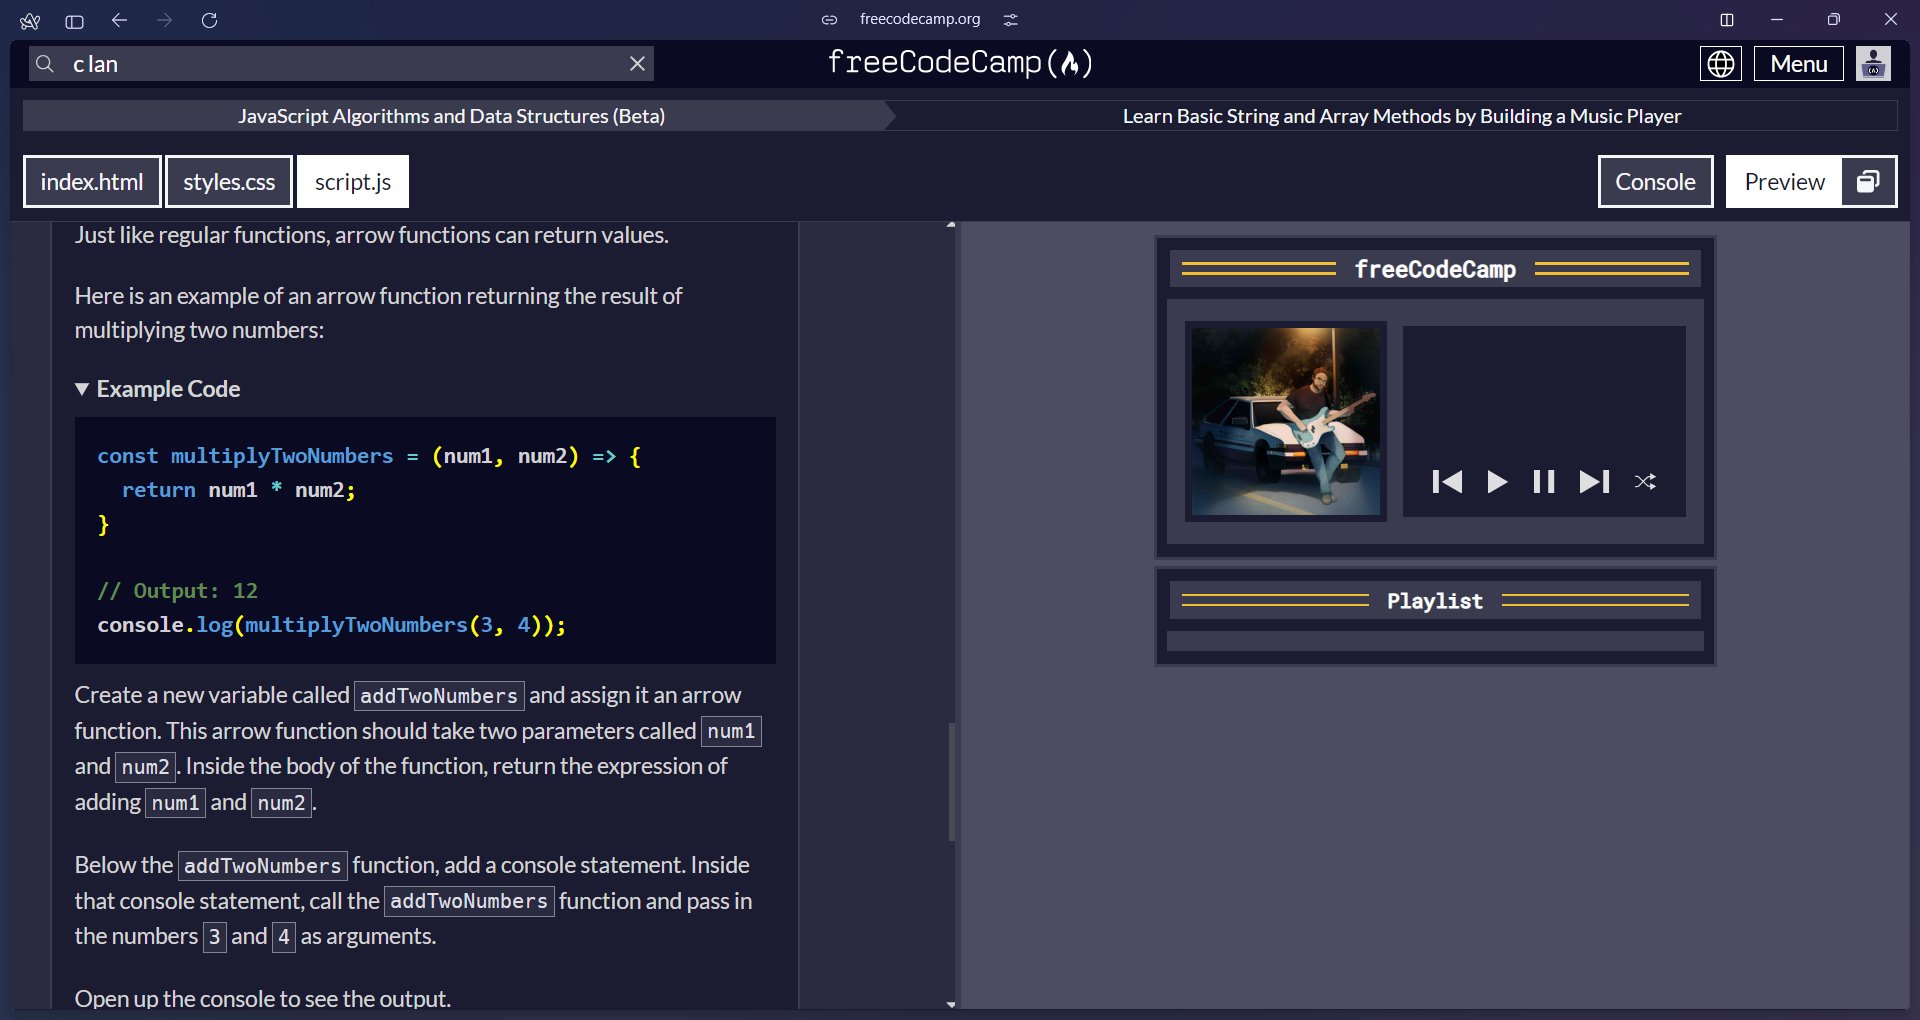 freecodecamp.org
c lan
freeCodeCamp
Menu
JavaScript Algorithms and Data Structures (Beta)
Learn Basic String and Array Methods by Building a Music Player
index.html
styles.css
script.js
Console
Preview
Just like regular functions, arrow functions can return values.
Here is an example of an arrow function returning the result of
multiplying two numbers:
Example Code
const multiplyTwoNumbers = (num1, num2) => {
  return num1 * num2;
}
// Output: 12
console.log(multiplyTwoNumbers(3, 4));
Create a new variable called addTwoNumbers and assign it an arrow
function. This arrow function should take two parameters called num1
and num2. Inside the body of the function, return the expression of
adding num1 and num2.
Below the addTwoNumbers function, add a console statement. Inside
that console statement, call the addTwoNumbers function and pass in
the numbers 3 and 4 as arguments.
Open up the console to see the output.
freeCodeCamp
Playlist